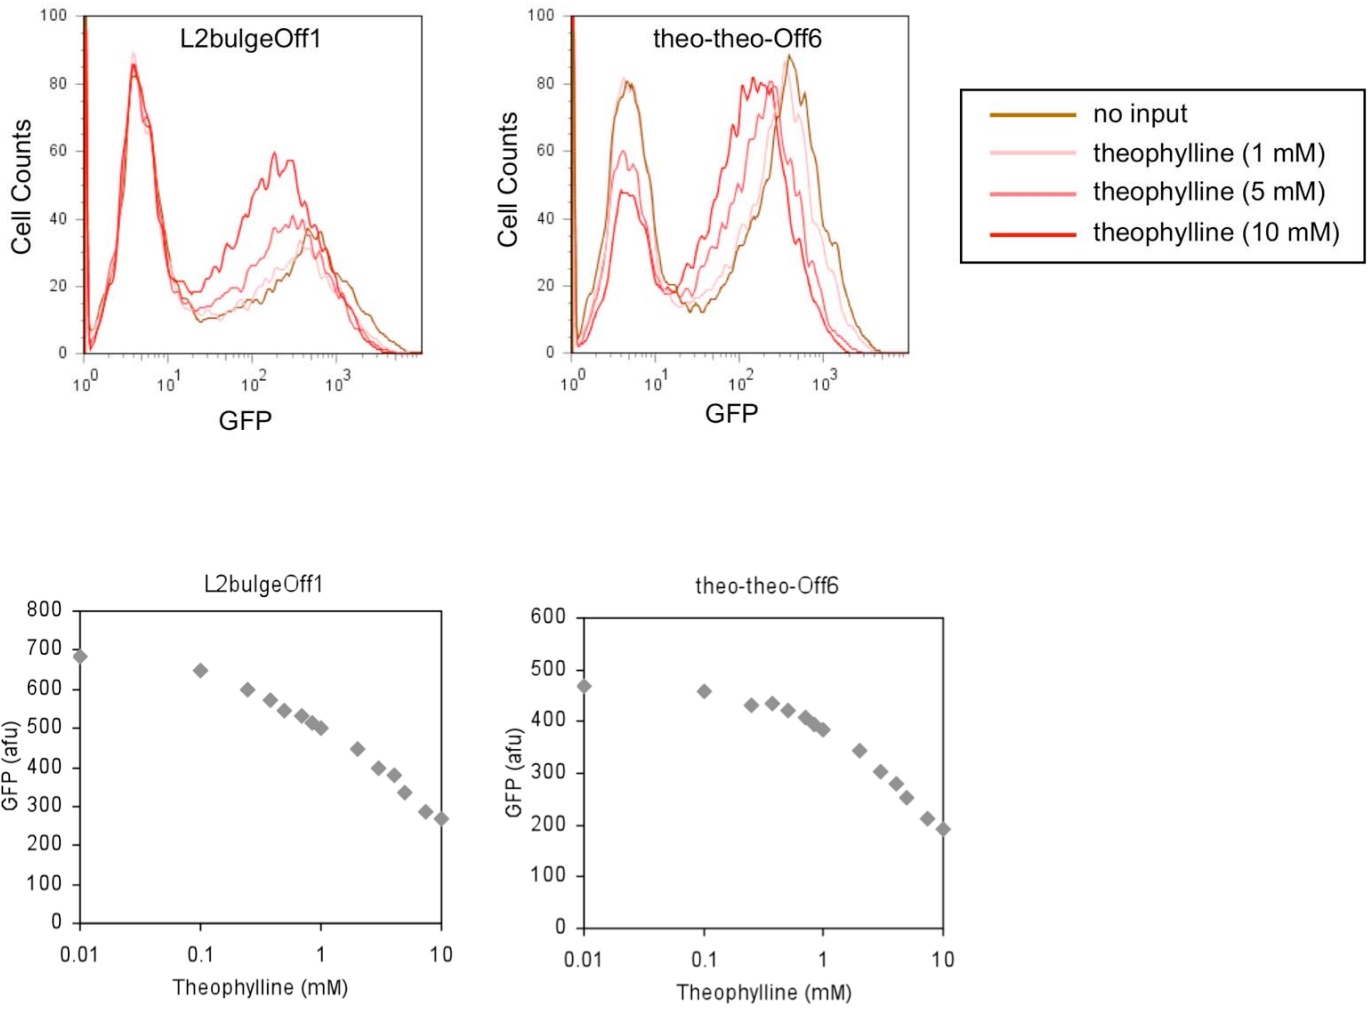 L2bulgeOff1
100
80
60
40
20
0
Cell Counts
10^0 10^1 10^2 10^3
GFP
theo-theo-Off6
100
80
60
40
20
0
Cell Counts
10^0 10^1 10^2 10^3
GFP
no input
theophylline (1 mM)
theophylline (5 mM)
theophylline (10 mM)
L2bulgeOff1
800
700
600
500
400
300
200
100
0
GFP (afu)
0.01 0.1 1 10
Theophylline (mM)
theo-theo-Off6
600
500
400
300
200
100
0
GFP (afu)
0.01 0.1 1 10
Theophylline (mM)